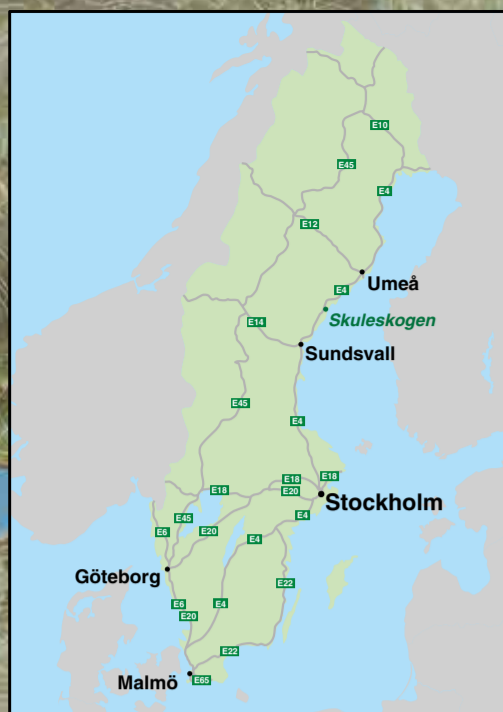 E10
E45
E4
E12
Umeå
E4
Skuleskogen
E14
Sundsvall
E45
E4
E18
E18
E18
E20
Stockholm
E45
E4
E6
E20
E4
Göteborg
E22
E6
E4
E20
E22
Malmö
E65